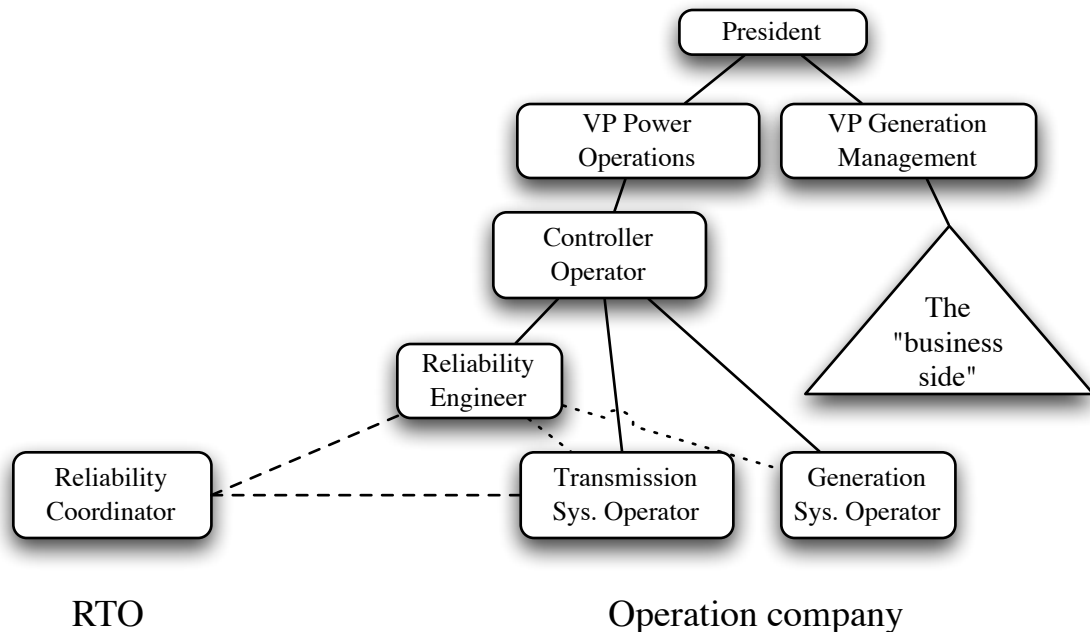 President
VP Power
Operations
VP Generation
Management
Controller
Operator
The
"business
side"
Reliability
Engineer
Reliability
Coordinator
Transmission
Sys. Operator
Generation
Sys. Operator
RTO
Operation company